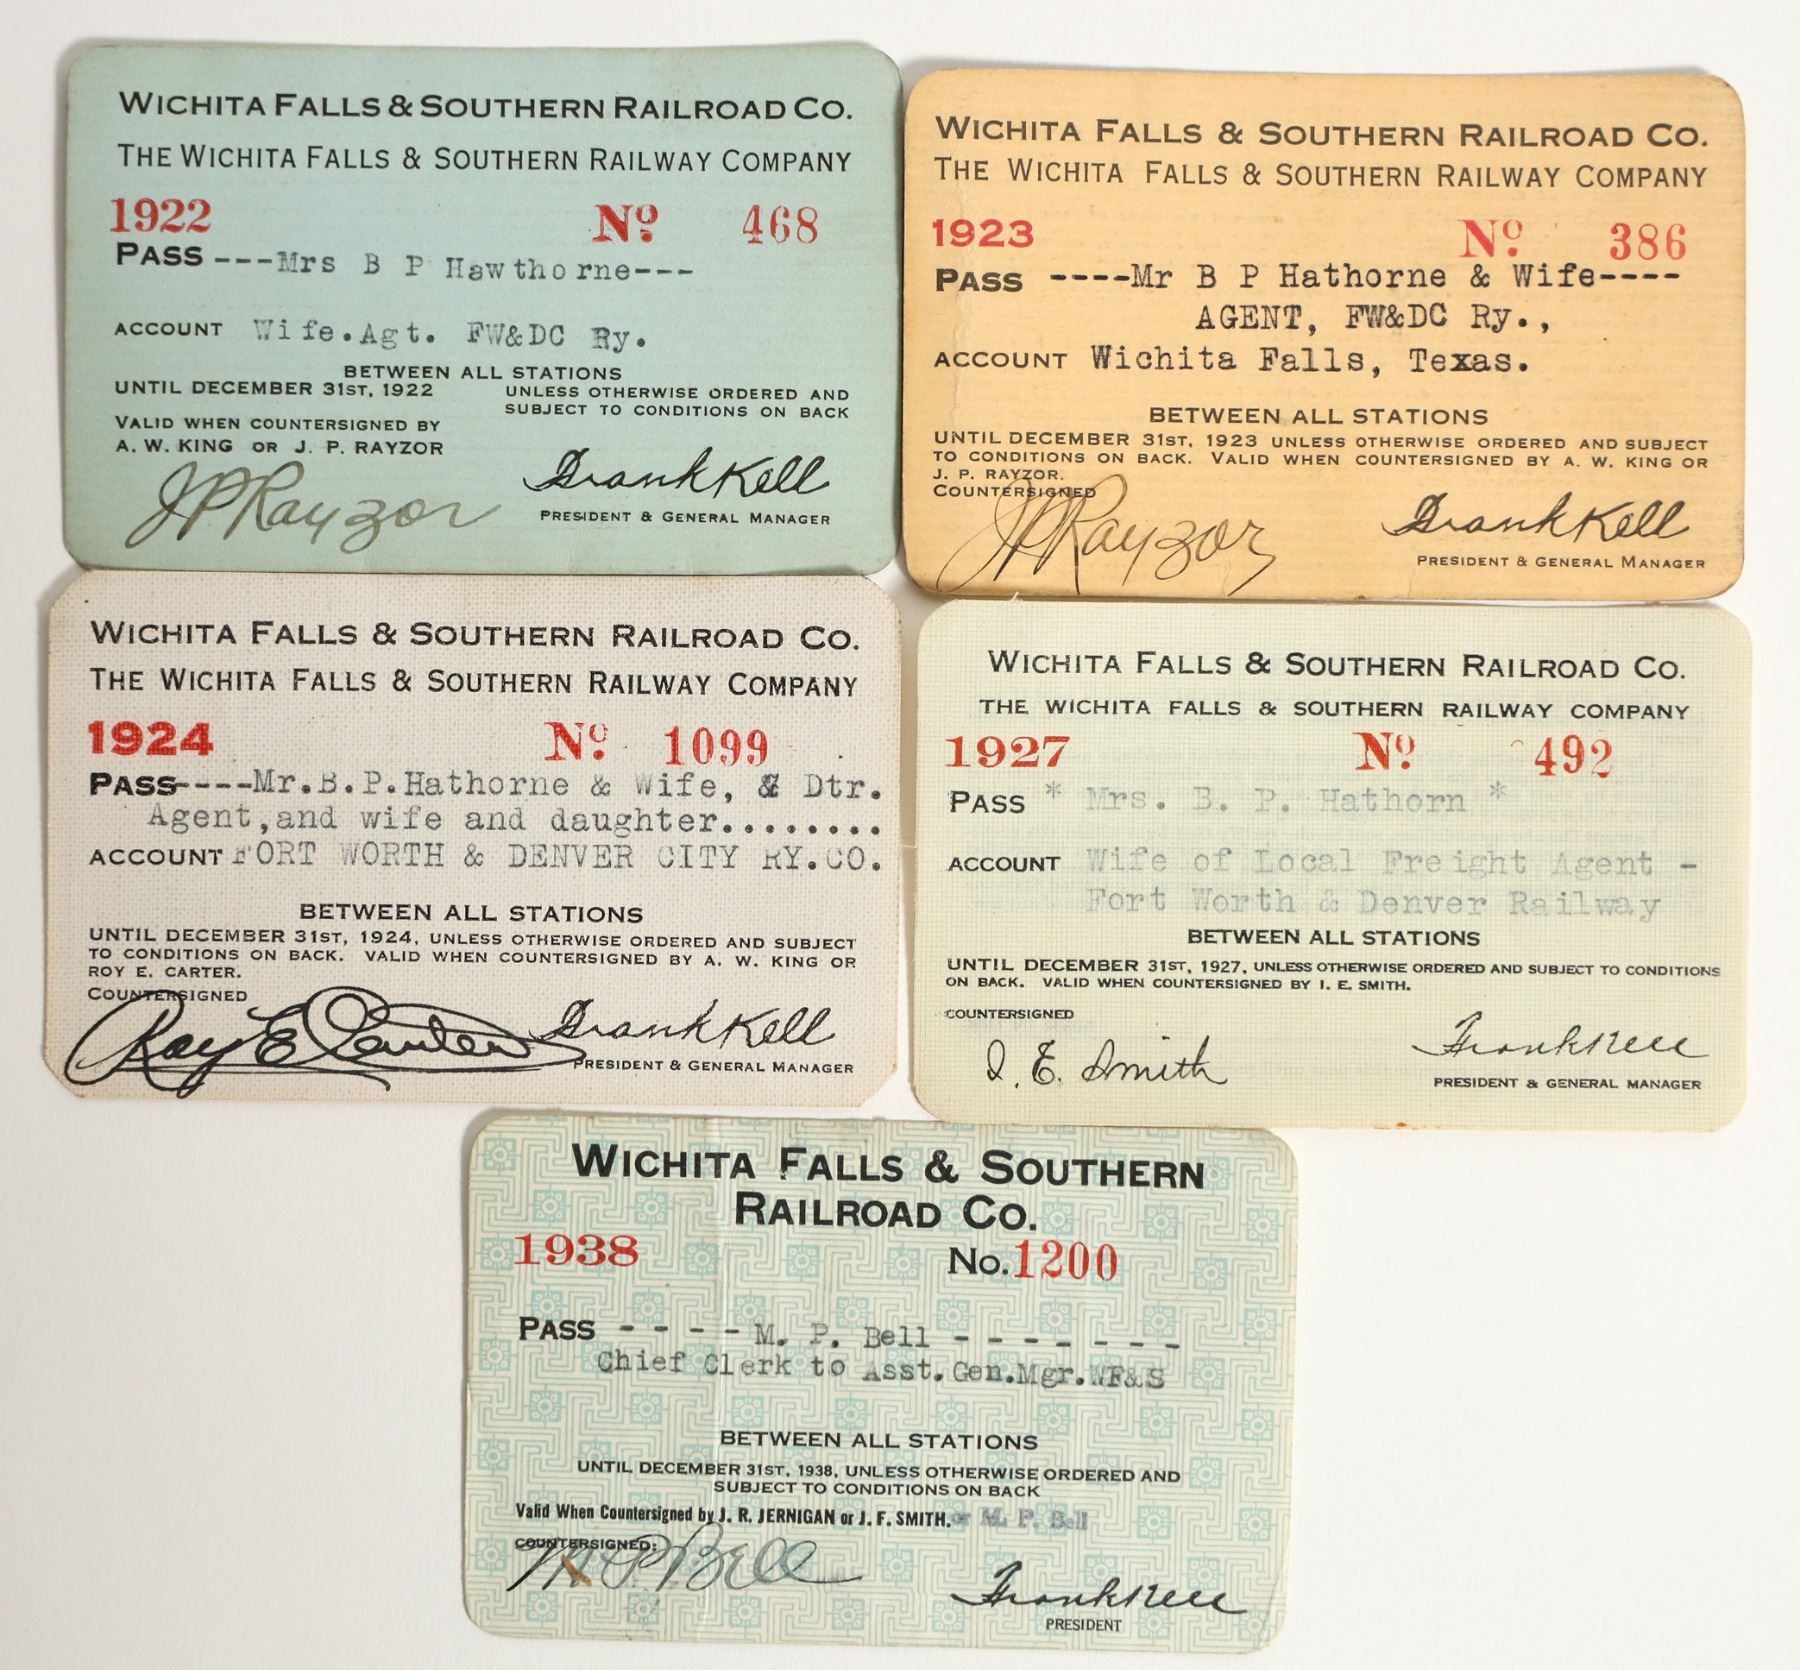 WICHITA FALLS & SOUTHERN RAILROAD CO.
THE WICHITA FALLS & SOUTHERN RAILWAY COMPANY
1922 Nº 468
PASS ---Mrs B P Hawthorne---
ACCOUNT Wife.Agt. FW&DC Ry.
BETWEEN ALL STATIONS
UNTIL DECEMBER 31ST, 1922 UNLESS OTHERWISE ORDERED AND
SUBJECT TO CONDITIONS ON BACK
VALID WHEN COUNTERSIGNED BY
A. W. KING OR J. P. RAYZOR
JPRayzor Frank Kell
PRESIDENT & GENERAL MANAGER
WICHITA FALLS & SOUTHERN RAILROAD CO.
THE WICHITA FALLS & SOUTHERN RAILWAY COMPANY
1923 Nº 386
PASS ----Mr B P Hathorne & Wife----
AGENT, FW&DC Ry.,
ACCOUNT Wichita Falls, Texas.
BETWEEN ALL STATIONS
UNTIL DECEMBER 31ST, 1923 UNLESS OTHERWISE ORDERED AND SUBJECT
TO CONDITIONS ON BACK. VALID WHEN COUNTERSIGNED BY A. W. KING OR
J. P. RAYZOR.
COUNTERSIGNED
JPRayzor Frank Kell
PRESIDENT & GENERAL MANAGER
WICHITA FALLS & SOUTHERN RAILROAD CO.
THE WICHITA FALLS & SOUTHERN RAILWAY COMPANY
1924 Nº 1099
PASS----Mr.B.P.Hathorne & Wife, & Dtr.
Agent,and wife and daughter........
ACCOUNT FORT WORTH & DENVER CITY RY.CO.
BETWEEN ALL STATIONS
UNTIL DECEMBER 31ST, 1924, UNLESS OTHERWISE ORDERED AND SUBJECT
TO CONDITIONS ON BACK. VALID WHEN COUNTERSIGNED BY A. W. KING OR
ROY E. CARTER.
COUNTERSIGNED
Roy E Carter Frank Kell
PRESIDENT & GENERAL MANAGER
WICHITA FALLS & SOUTHERN RAILROAD CO.
THE WICHITA FALLS & SOUTHERN RAILWAY COMPANY
1927 Nº 492
PASS * Mrs. B. P. Hathorn *
ACCOUNT Wife of Local Freight Agent -
Fort Worth & Denver Railway
BETWEEN ALL STATIONS
UNTIL DECEMBER 31ST, 1927, UNLESS OTHERWISE ORDERED AND SUBJECT TO CONDITIONS
ON BACK. VALID WHEN COUNTERSIGNED BY I. E. SMITH.
COUNTERSIGNED
I. E. Smith Frank Kell
PRESIDENT & GENERAL MANAGER
WICHITA FALLS & SOUTHERN
RAILROAD CO.
1938 No. 1200
PASS - - - - M. P. Bell - - - - - - -
Chief Clerk to Asst.Gen.Mgr.WF&S
BETWEEN ALL STATIONS
UNTIL DECEMBER 31ST, 1938, UNLESS OTHERWISE ORDERED AND
SUBJECT TO CONDITIONS ON BACK
Valid When Countersigned by J. R. JERNIGAN or J. F. SMITH. or M. P. Bell
COUNTERSIGNED:
M P Bell Frank Kell
PRESIDENT